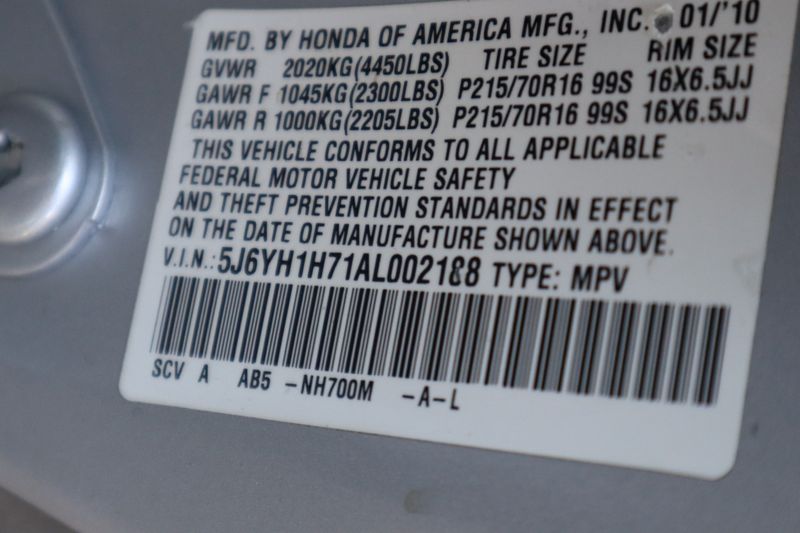 MFD. BY HONDA OF AMERICA MFG., INC. 01/'10
GVWR 2020KG(4450LBS) TIRE SIZE RIM SIZE
GAWR F 1045KG(2300LBS) P215/70R16 99S 16X6.5JJ
GAWR R 1000KG(2205LBS) P215/70R16 99S 16X6.5JJ
THIS VEHICLE CONFORMS TO ALL APPLICABLE
FEDERAL MOTOR VEHICLE SAFETY
AND THEFT PREVENTION STANDARDS IN EFFECT
ON THE DATE OF MANUFACTURE SHOWN ABOVE.
V.I.N.: 5J6YH1H71AL002188 TYPE: MPV
SCV A AB5 -NH700M -A-L